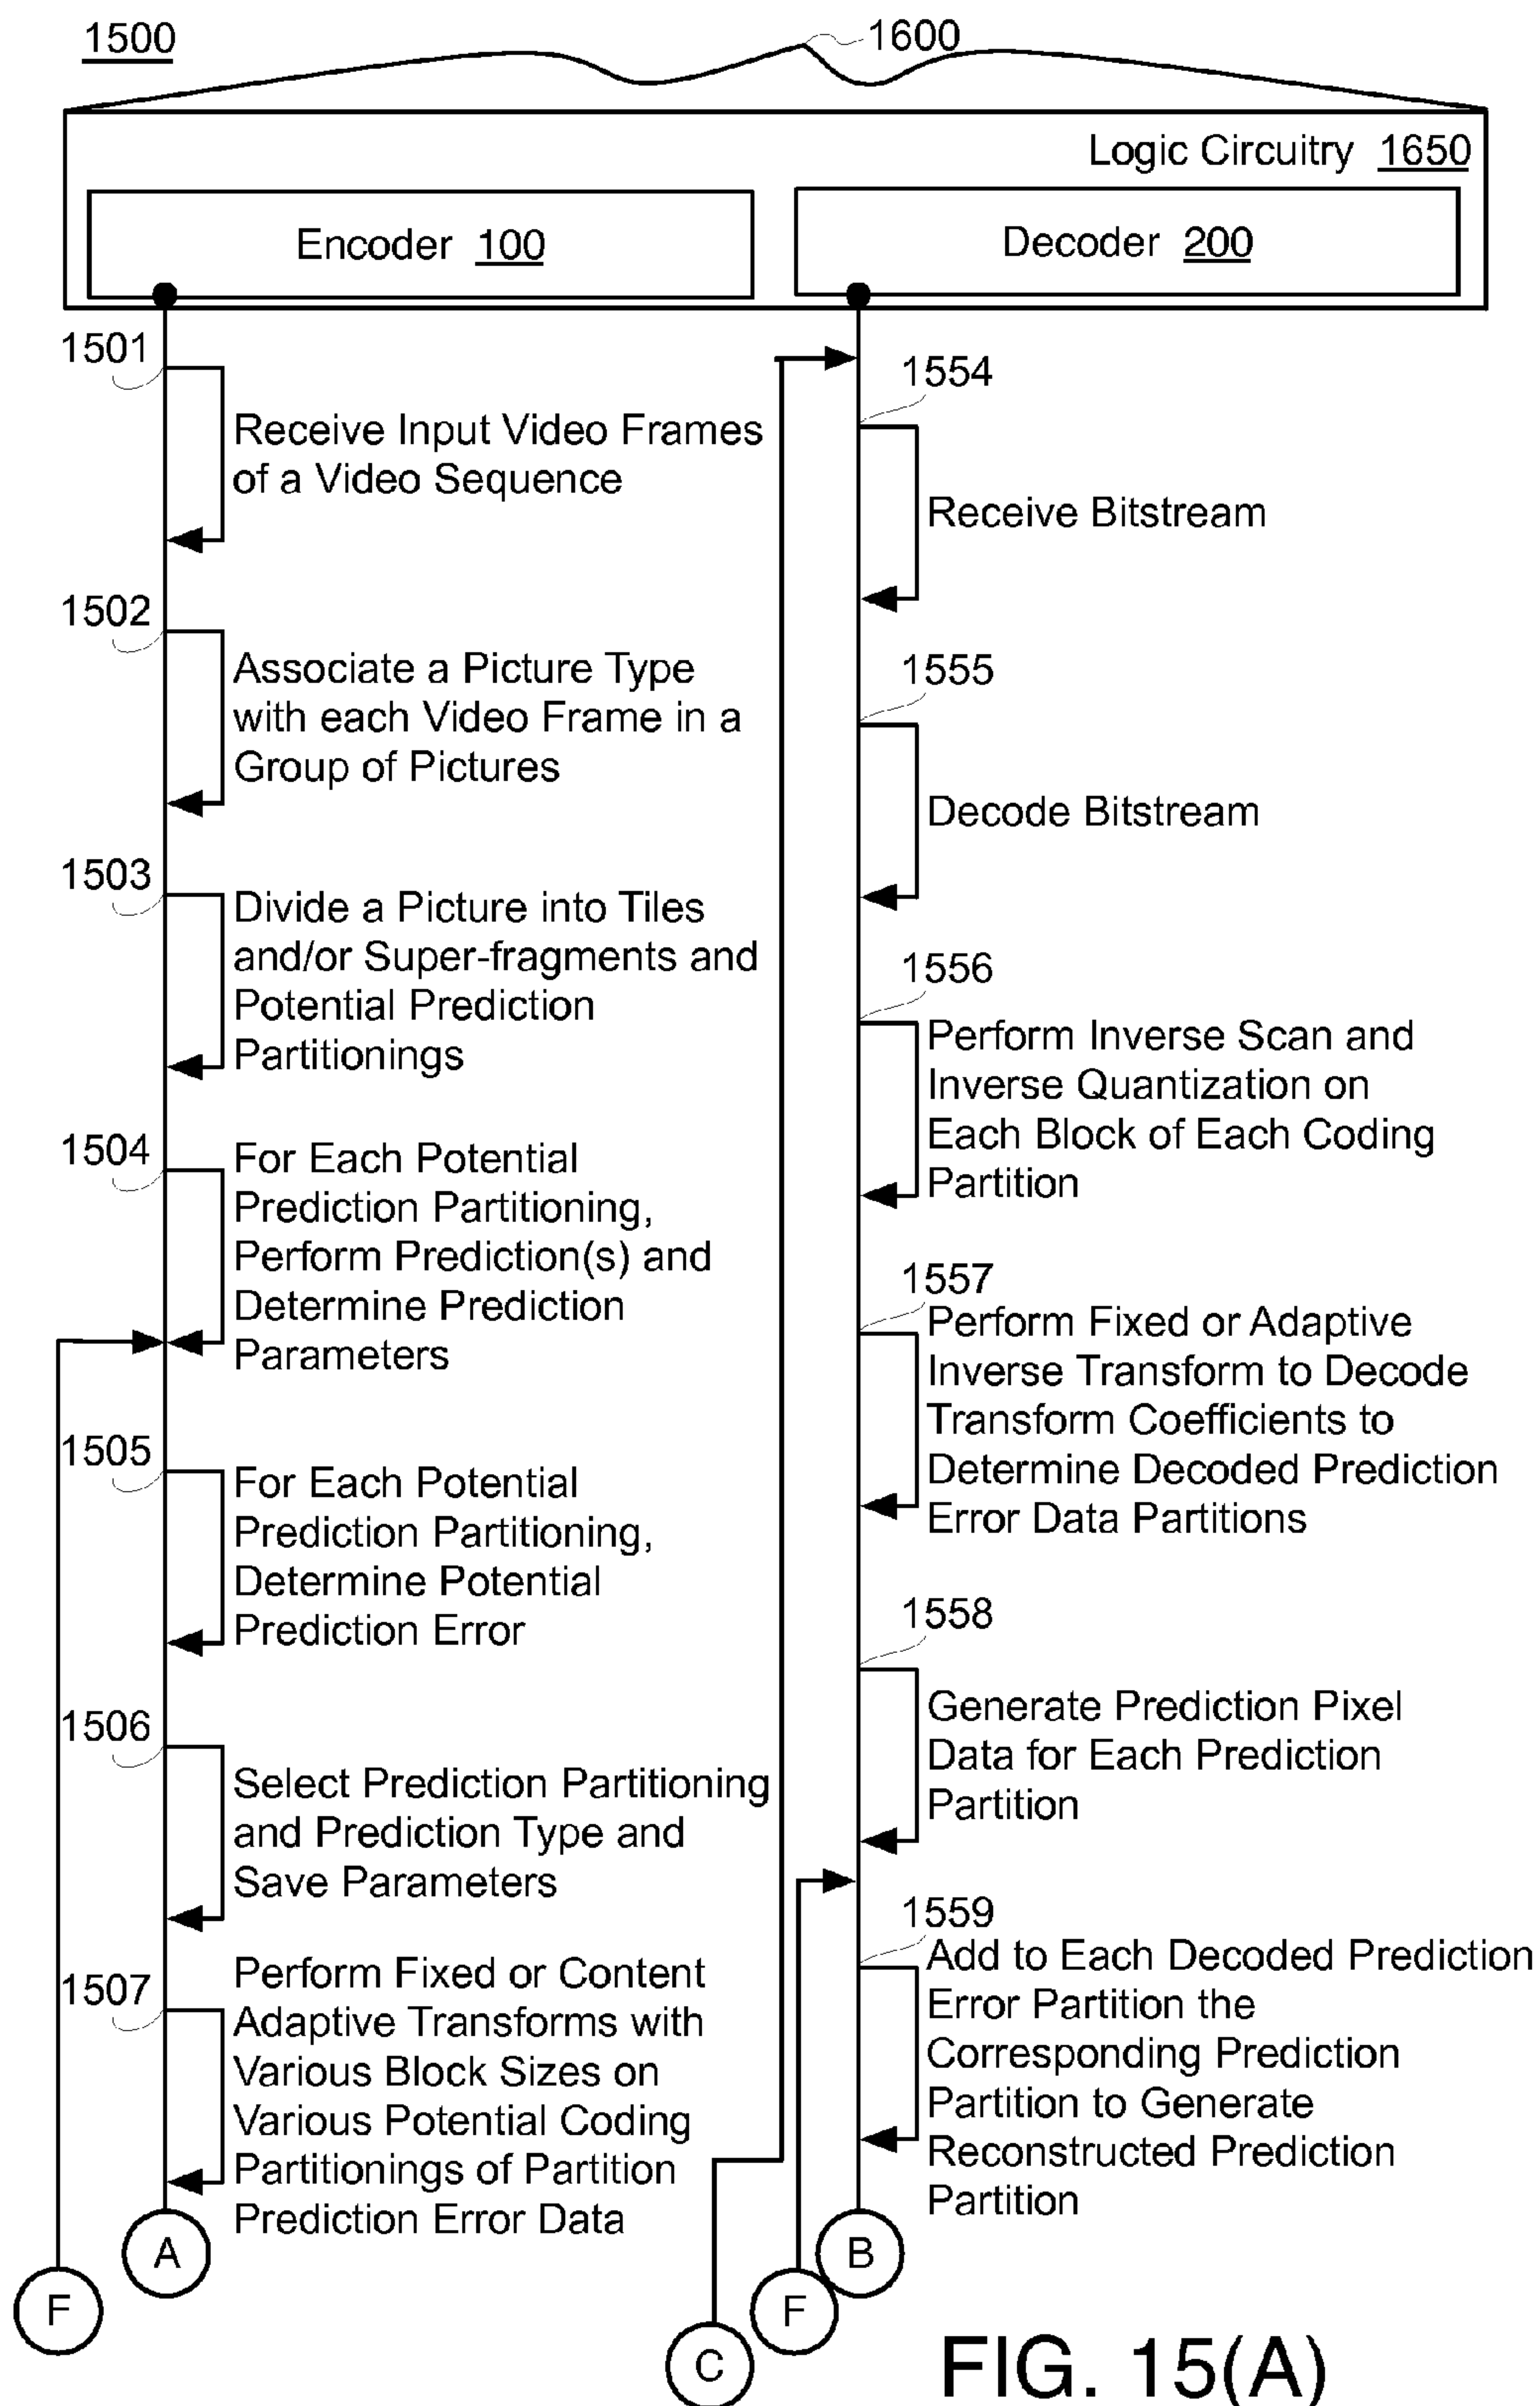 1500
1600
Logic Circuitry 1650
Encoder 100
Decoder 200
1501
Receive Input Video Frames
of a Video Sequence
1502
Associate a Picture Type
with each Video Frame in a
Group of Pictures
1503
Divide a Picture into Tiles
and/or Super-fragments and
Potential Prediction
Partitionings
1504
For Each Potential
Prediction Partitioning,
Perform Prediction(s) and
Determine Prediction
Parameters
1505
For Each Potential
Prediction Partitioning,
Determine Potential
Prediction Error
1506
Select Prediction Partitioning
and Prediction Type and
Save Parameters
1507
Perform Fixed or Content
Adaptive Transforms with
Various Block Sizes on
Various Potential Coding
Partitionings of Partition
Prediction Error Data
A
F
1554
Receive Bitstream
1555
Decode Bitstream
1556
Perform Inverse Scan and
Inverse Quantization on
Each Block of Each Coding
Partition
1557
Perform Fixed or Adaptive
Inverse Transform to Decode
Transform Coefficients to
Determine Decoded Prediction
Error Data Partitions
1558
Generate Prediction Pixel
Data for Each Prediction
Partition
1559
Add to Each Decoded Prediction
Error Partition the
Corresponding Prediction
Partition to Generate
Reconstructed Prediction
Partition
B
F
C
FIG. 15(A)